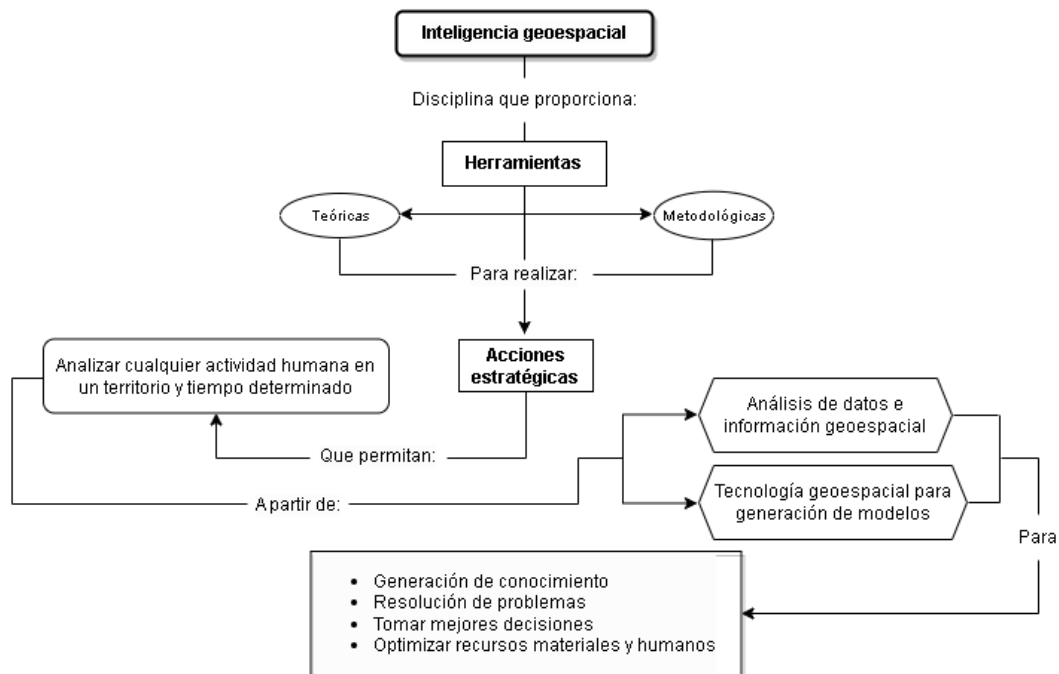 Inteligencia geoespacial
Disciplina que proporciona:
Herramientas
Teóricas
Metodológicas
Para realizar:
Acciones
estratégicas
Analizar cualquier actividad humana en
un territorio y tiempo determinado
Que permitan:
A partir de:
Análisis de datos e
información geoespacial
Tecnología geoespacial para
generación de modelos
Para
• Generación de conocimiento
• Resolución de problemas
• Tomar mejores decisiones
• Optimizar recursos materiales y humanos